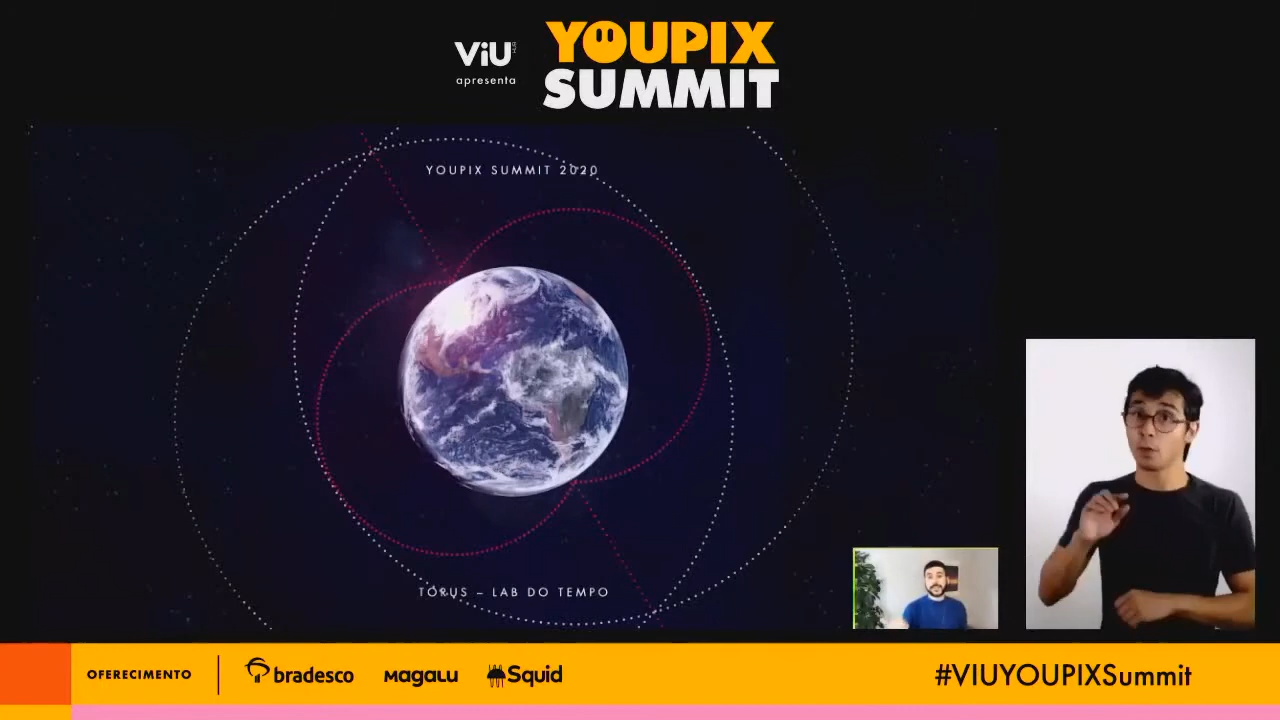 ViU
apresenta
YOUPIX
SUMMIT
YOUPIX SUMMIT 2020
TÓRUS – LAB DO TEMPO
OFERECIMENTO
bradesco
MAGALU
Squid
#VIUYOUPIXSummit